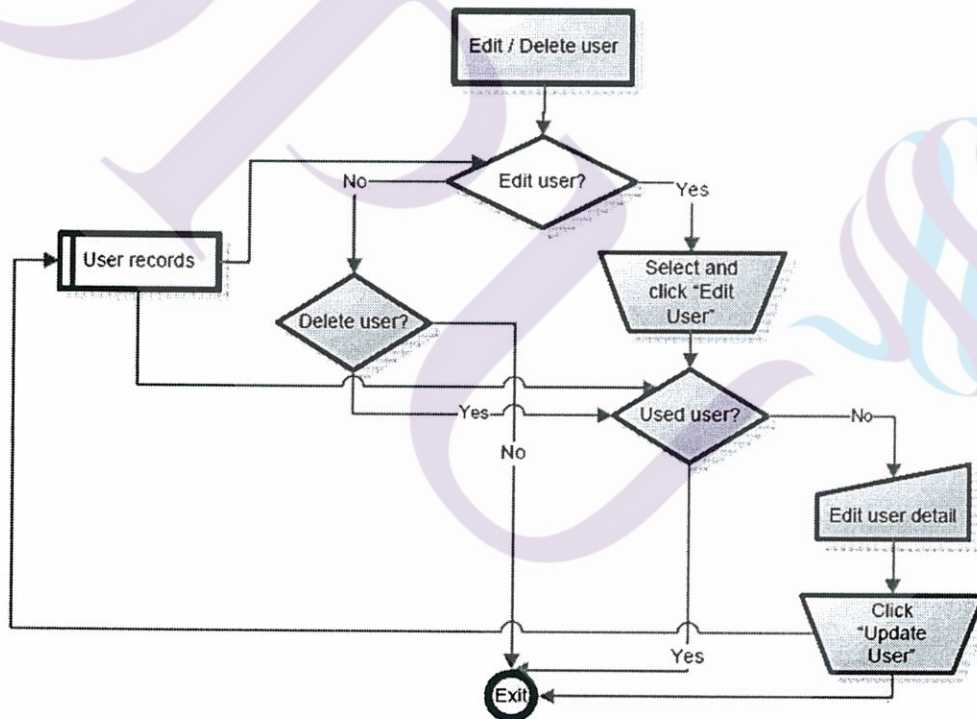 Edit / Delete user
Edit user?
No
Yes
User records
Select and
click "Edit
User"
Delete user?
Used user?
Yes
No
No
Edit user detail
Click
"Update
User"
Yes
Exit